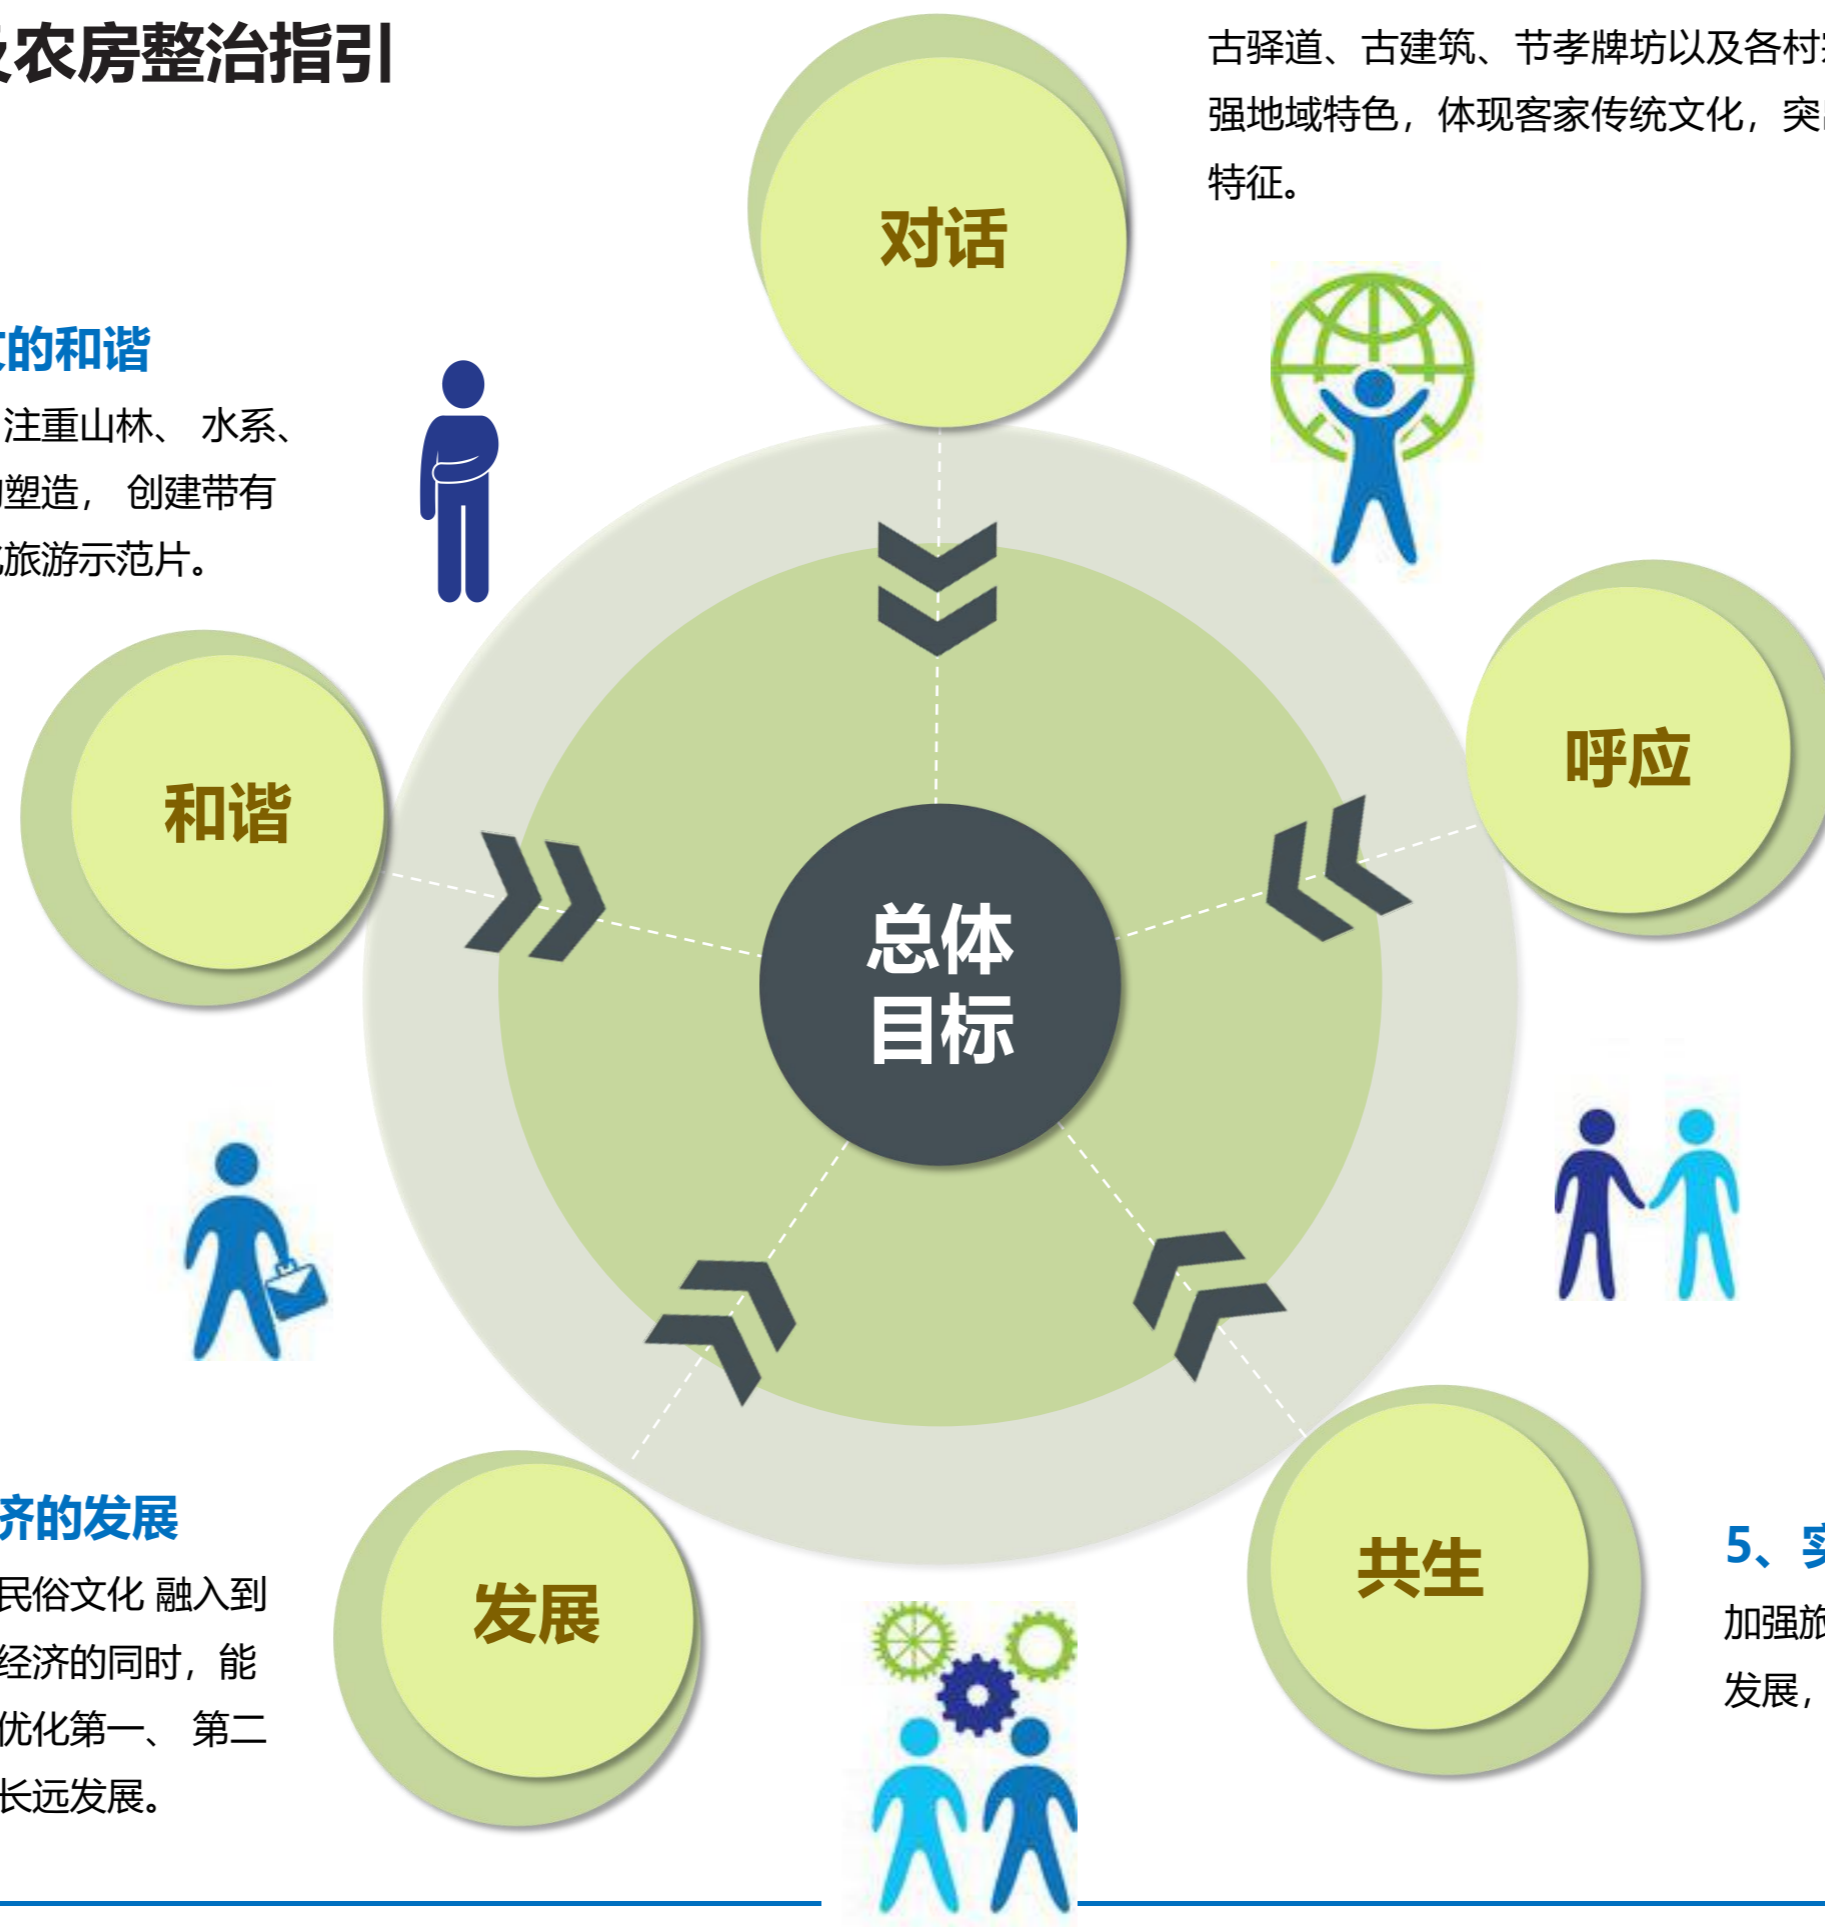 农房整治指引
古驿道、古建筑、节孝牌坊以及各村
强地域特色，体现客家传统文化，突
特征。
对话
的和谐
注重山林、 水系、
塑造， 创建带有
旅游示范片。
呼应
和谐
总体
目标
济的发展
民俗文化 融入到
经济的同时，能
优化第一、 第二
长远发展。
发展
共生
5、实
加强旅
发展，